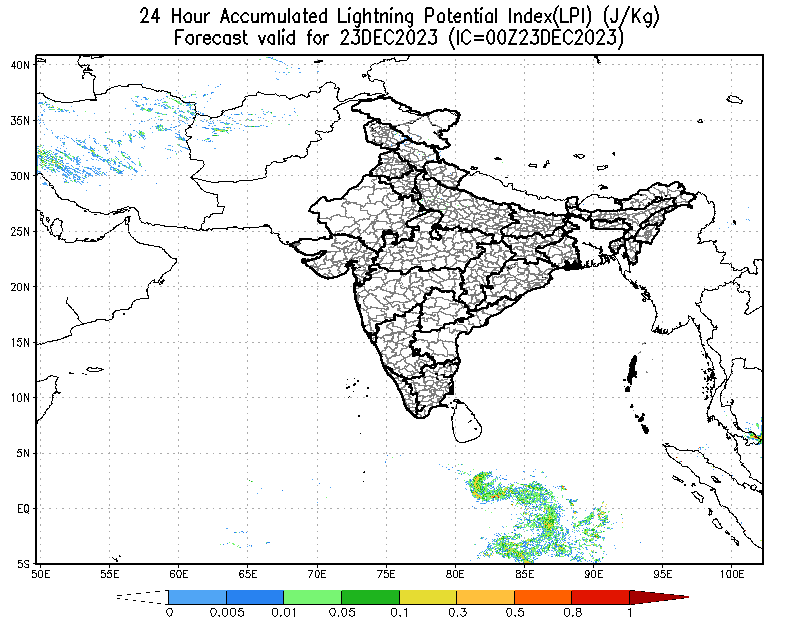 24 Hour Accumulated Lightning Potential Index(LPI) (J/Kg)
Forecast valid for 23DEC2023 (IC=00Z23DEC2023)
40N
35N
30N
25N
20N
15N
10N
5N
EQ
5S
50E 55E 60E 65E 70E 75E 80E 85E 90E 95E 100E
0 0.005 0.01 0.05 0.1 0.3 0.5 0.8 1